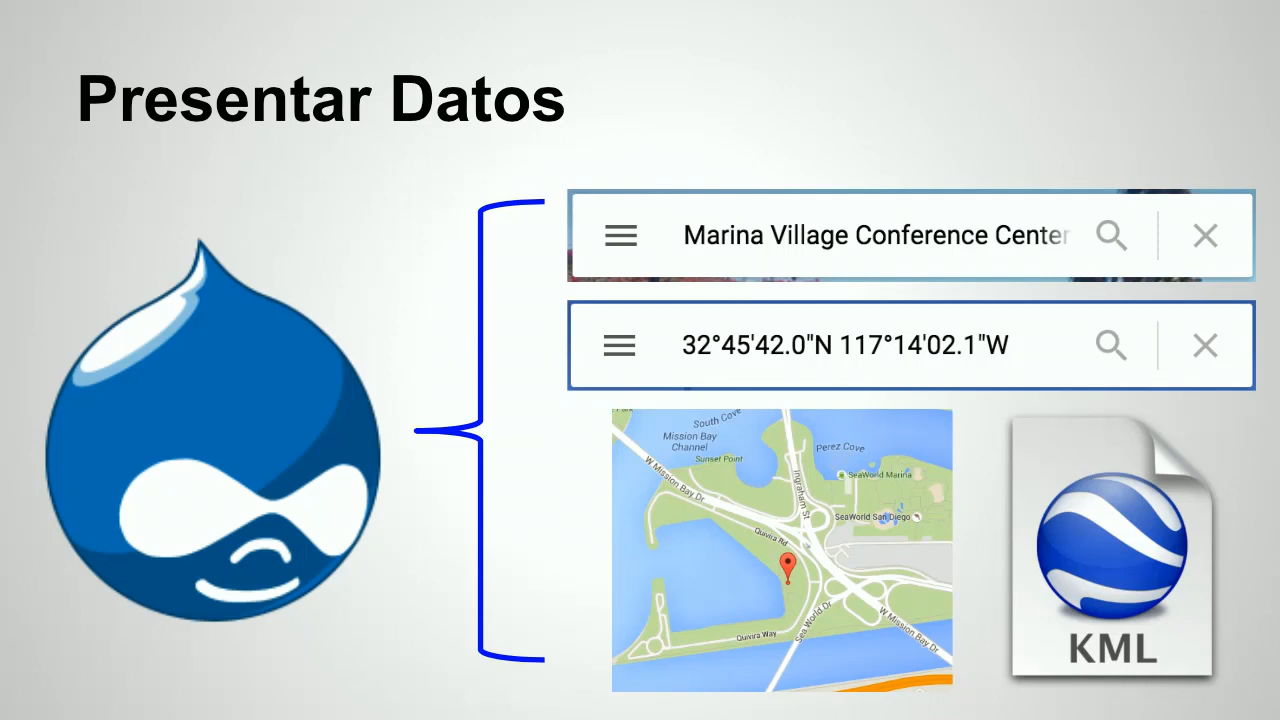 Presentar Datos
Marina Village Conference Center
32°45'42.0"N 117°14'02.1"W
South Cove
Mission Bay
Channel
Sunset Point
Perez Cove
W Mission Bay Dr
Ingraham St
SeaWorld Marina
SeaWorld San Diego
Quivira Rd
Quivira Way
Sea World Dr
W Mission Bay Dr
KML